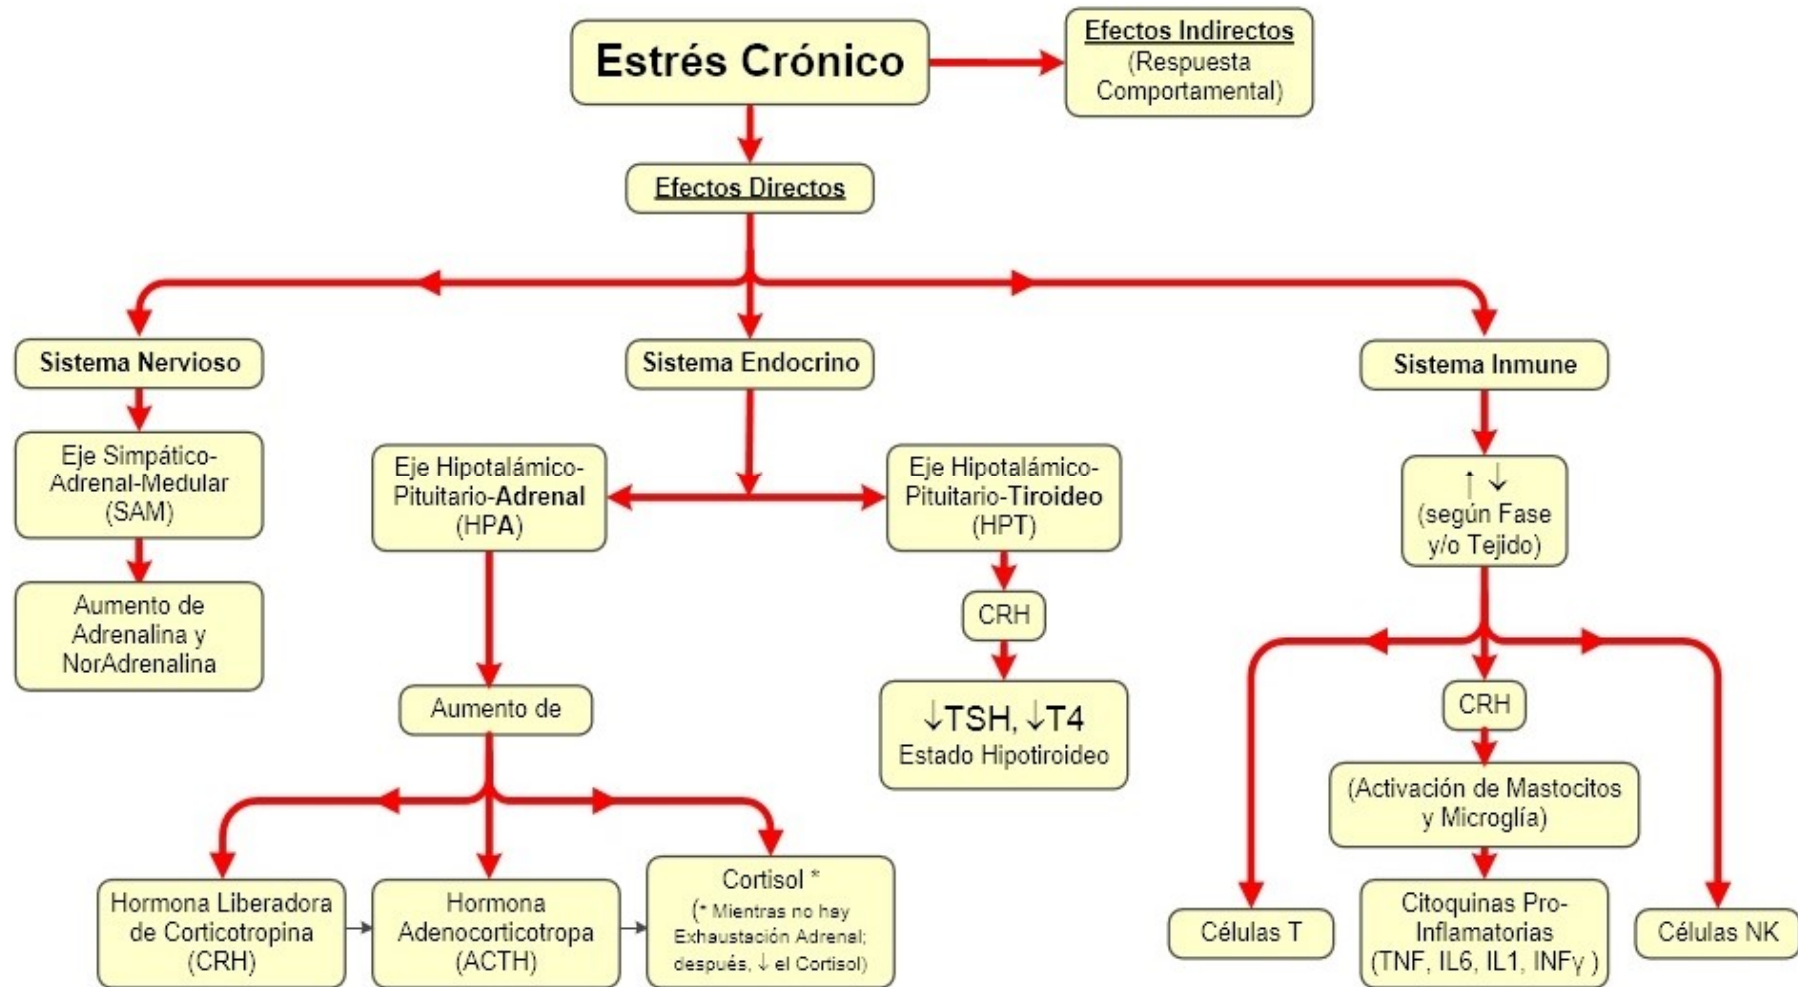 Estrés Crónico
Efectos Indirectos
(Respuesta
Comportamental)
Efectos Directos
Sistema Nervioso
Sistema Endocrino
Sistema Inmune
Eje Simpático-
Adrenal-Medular
(SAM)
Eje Hipotalámico-
Pituitario-Adrenal
(HPA)
Eje Hipotalámico-
Pituitario-Tiroideo
(HPT)
↑ ↓
(según Fase
y/o Tejido)
Aumento de
Adrenalina y
NorAdrenalina
CRH
Aumento de
↓TSH, ↓T4
Estado Hipotiroideo
CRH
(Activación de Mastocitos
y Microglía)
Hormona Liberadora
de Corticotropina
(CRH)
Hormona
Adenocorticotropa
(ACTH)
Cortisol *
(* Mientras no hay
Exhaustación Adrenal;
después, ↓ el Cortisol)
Células T
Citoquinas Pro-
Inflamatorias
(TNF, IL6, IL1, INFγ )
Células NK